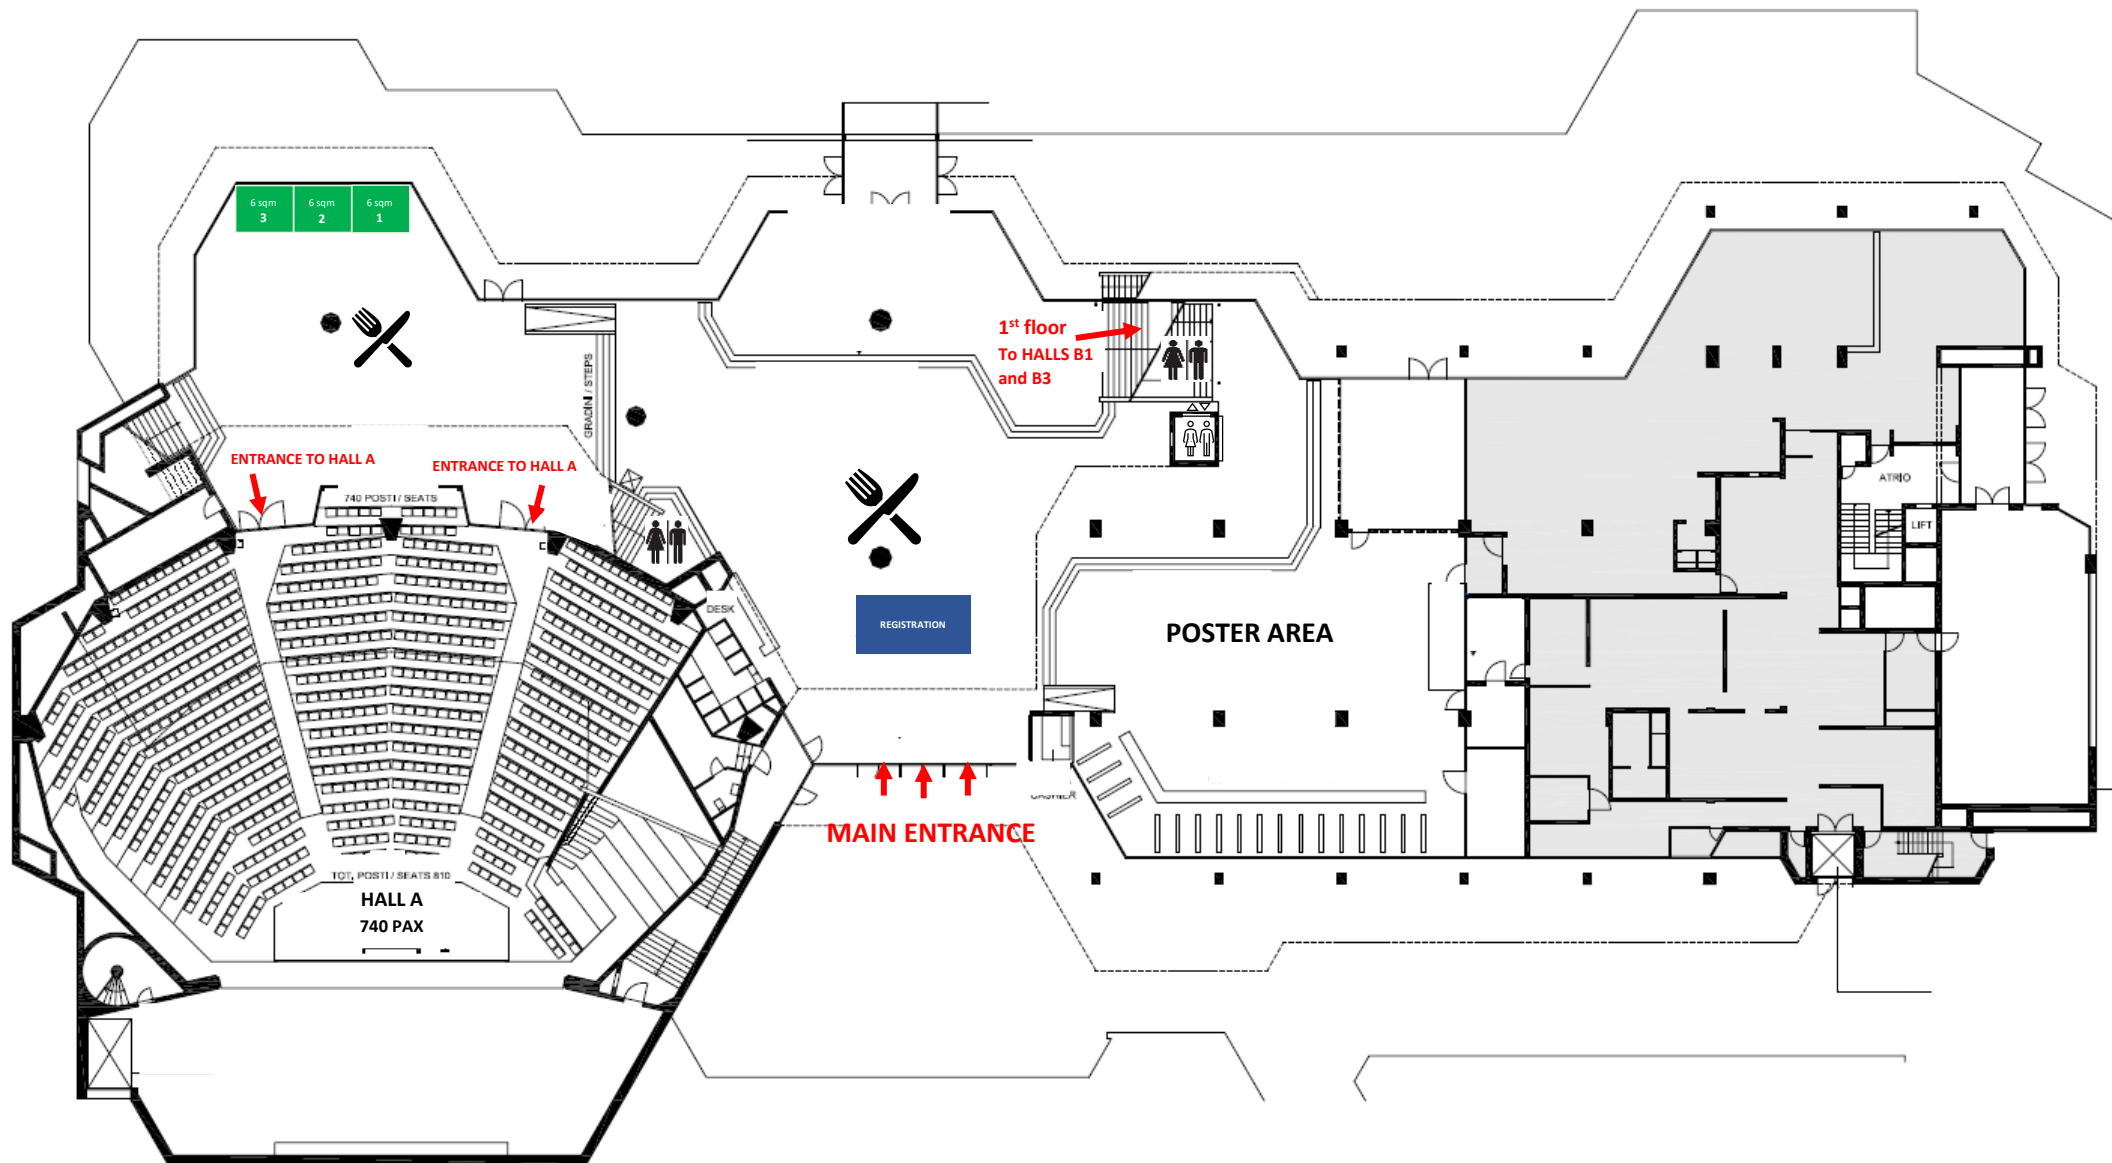 6 sqm
3
6 sqm
2
6 sqm
1
1st floor
To HALLS B1
and B3
GRADINI / STEPS
ENTRANCE TO HALL A
ENTRANCE TO HALL A
740 POSTI / SEATS
ATRIO
LIFT
DESK
REGISTRATION
POSTER AREA
MAIN ENTRANCE
TOT. POSTI / SEATS 810
HALL A
740 PAX